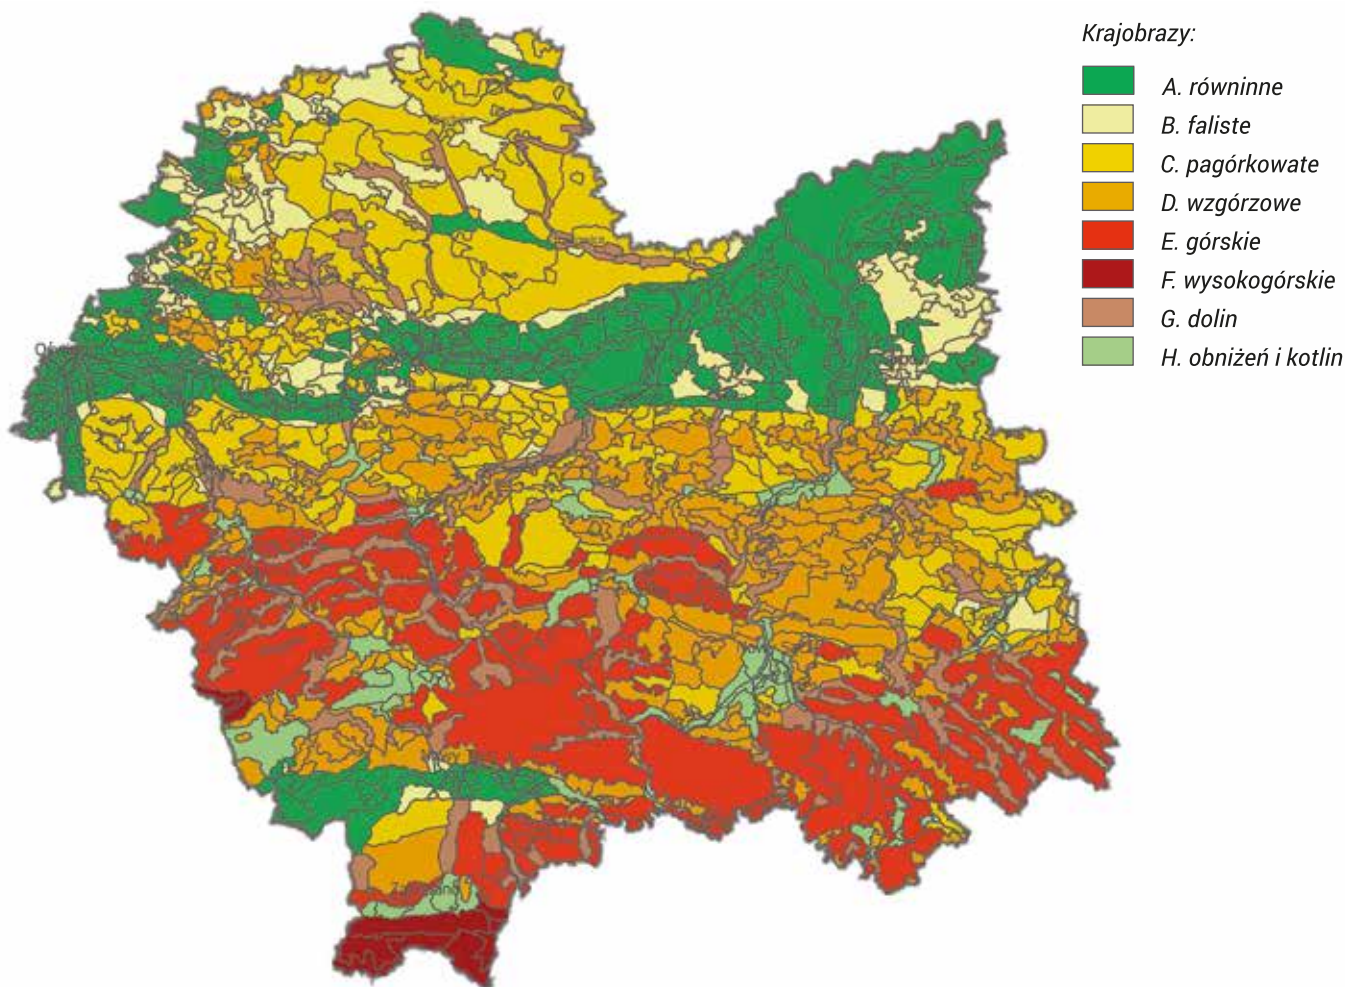 Krajobrazy:
A. równinne
B. faliste
C. pagórkowate
D. wzgórzowe
E. górskie
F. wysokogórskie
G. dolin
H. obniżeń i kotlin